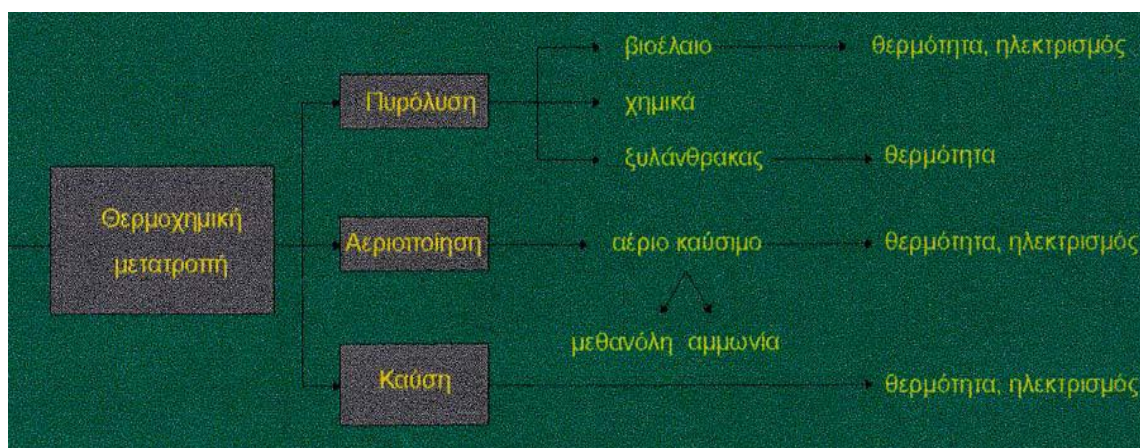 βιοέλαιο θερμότητα, ηλεκτρισμός
Πυρόλυση χημικά
ξυλάνθρακας θερμότητα
Θερμοχημική
μετατροπή
Αεριοποίηση αέριο καύσιμο θερμότητα, ηλεκτρισμός
μεθανόλη αμμωνία
Καύση θερμότητα, ηλεκτρισμός